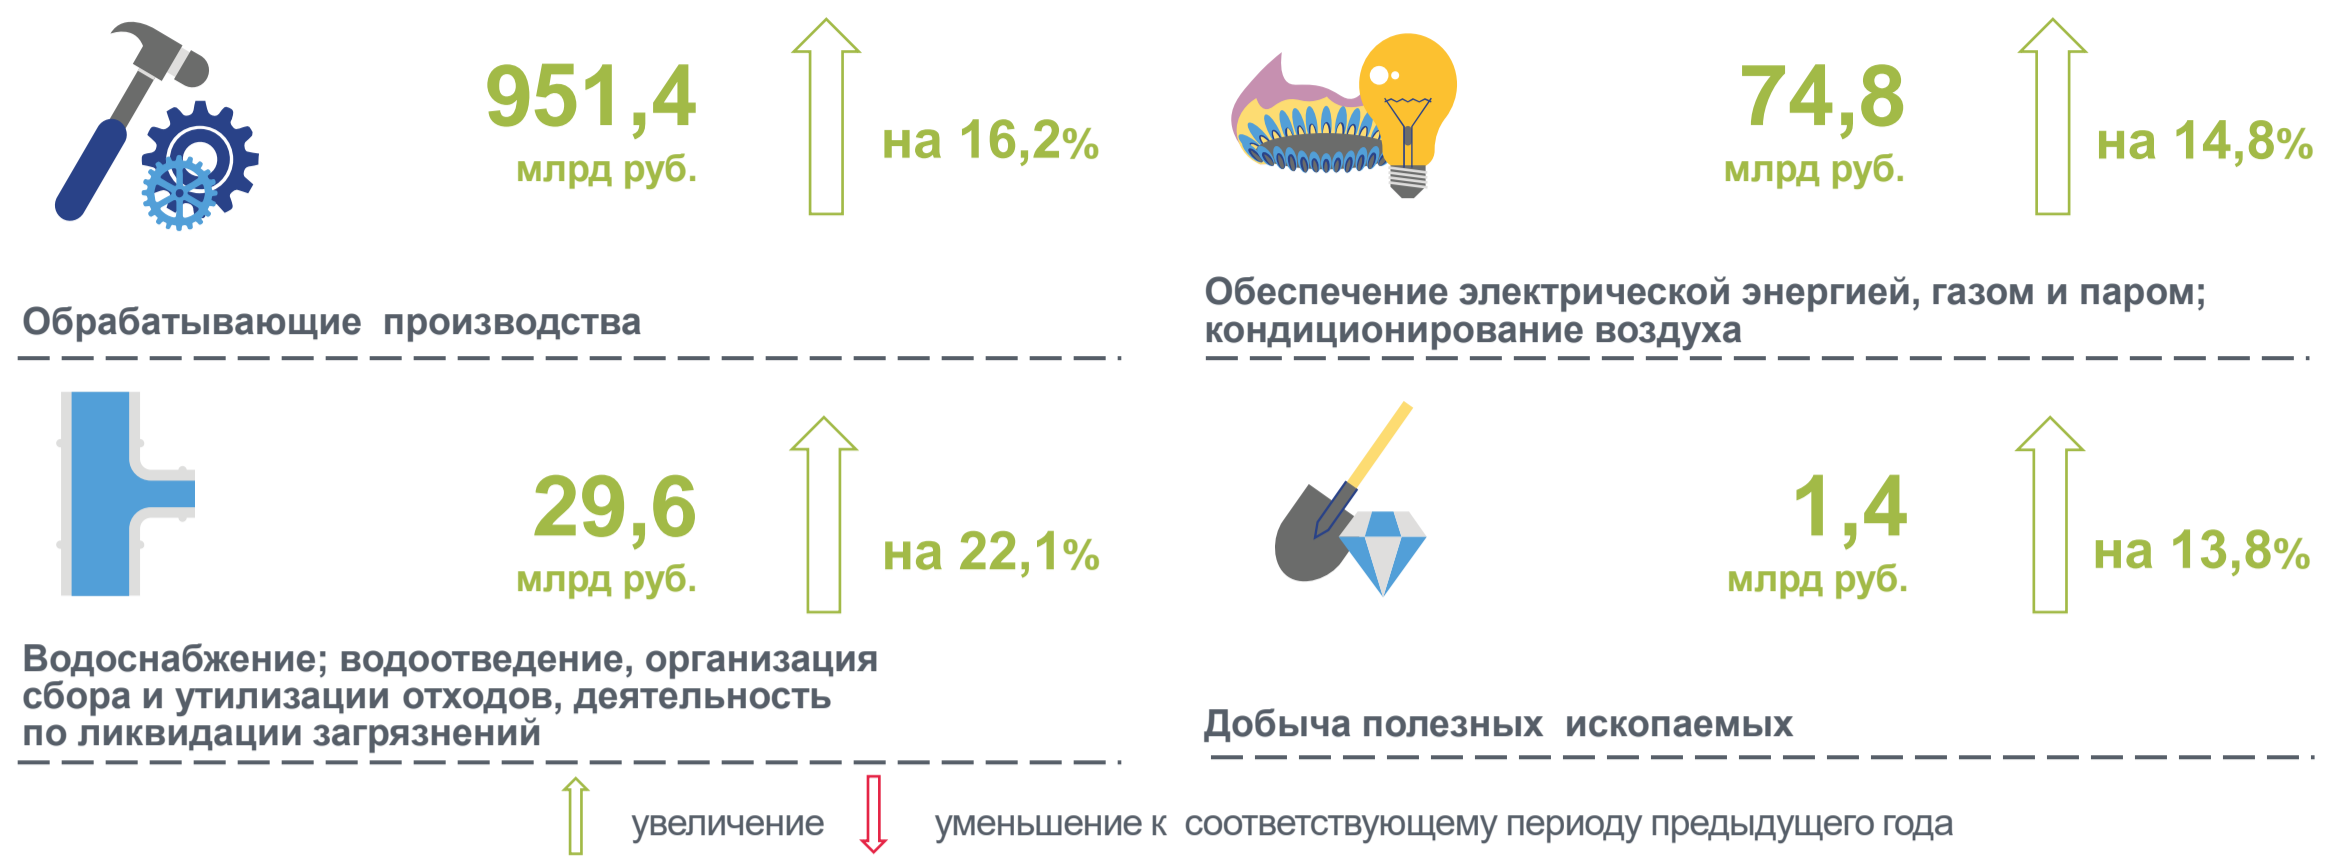 951,4
млрд руб.
на 16,2%
Обрабатывающие производства
74,8
млрд руб.
на 14,8%
Обеспечение электрической энергией, газом и паром;
кондиционирование воздуха
29,6
млрд руб.
на 22,1%
Водоснабжение; водоотведение, организация
сбора и утилизации отходов, деятельность
по ликвидации загрязнений
1,4
млрд руб.
на 13,8%
Добыча полезных ископаемых
увеличение
уменьшение к соответствующему периоду предыдущего года